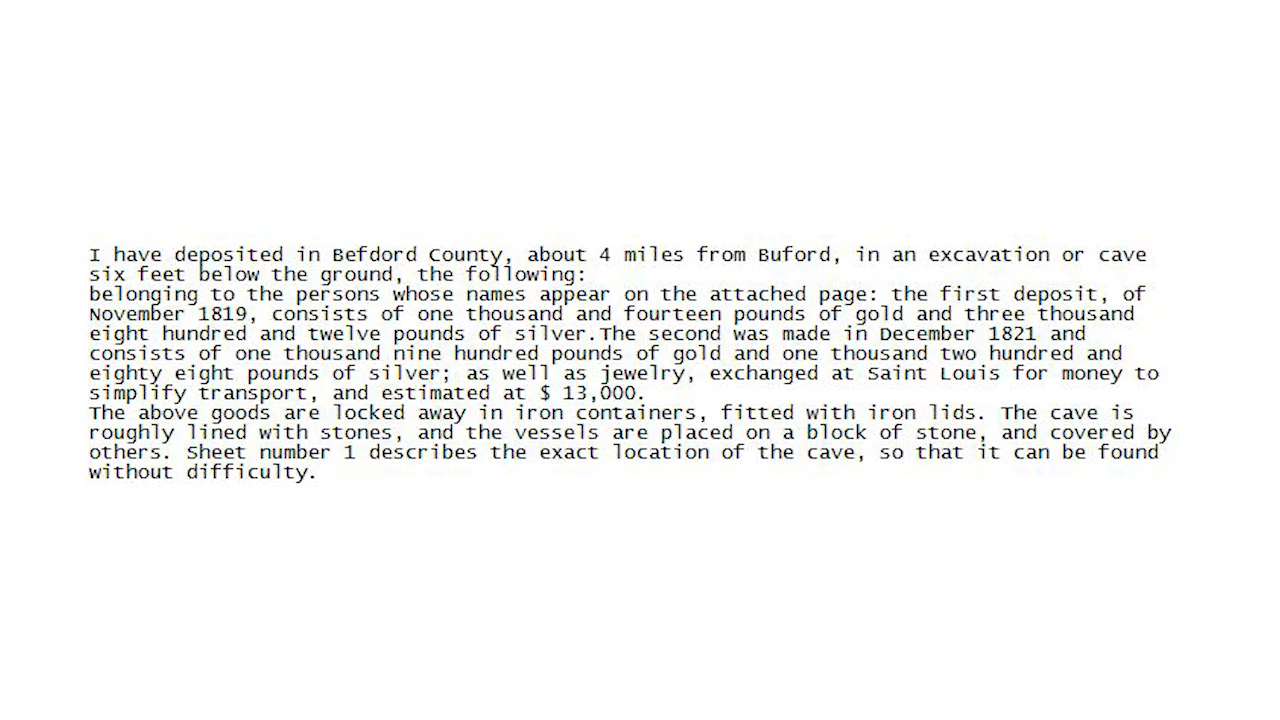 I have deposited in Befdord County, about 4 miles from Buford, in an excavation or cave
six feet below the ground, the following:
belonging to the persons whose names appear on the attached page: the first deposit, of
November 1819, consists of one thousand and fourteen pounds of gold and three thousand
eight hundred and twelve pounds of silver.The second was made in December 1821 and
consists of one thousand nine hundred pounds of gold and one thousand two hundred and
eighty eight pounds of silver; as well as jewelry, exchanged at Saint Louis for money to
simplify transport, and estimated at $ 13,000.
The above goods are locked away in iron containers, fitted with iron lids. The cave is
roughly lined with stones, and the vessels are placed on a block of stone, and covered by
others. Sheet number 1 describes the exact location of the cave, so that it can be found
without difficulty.